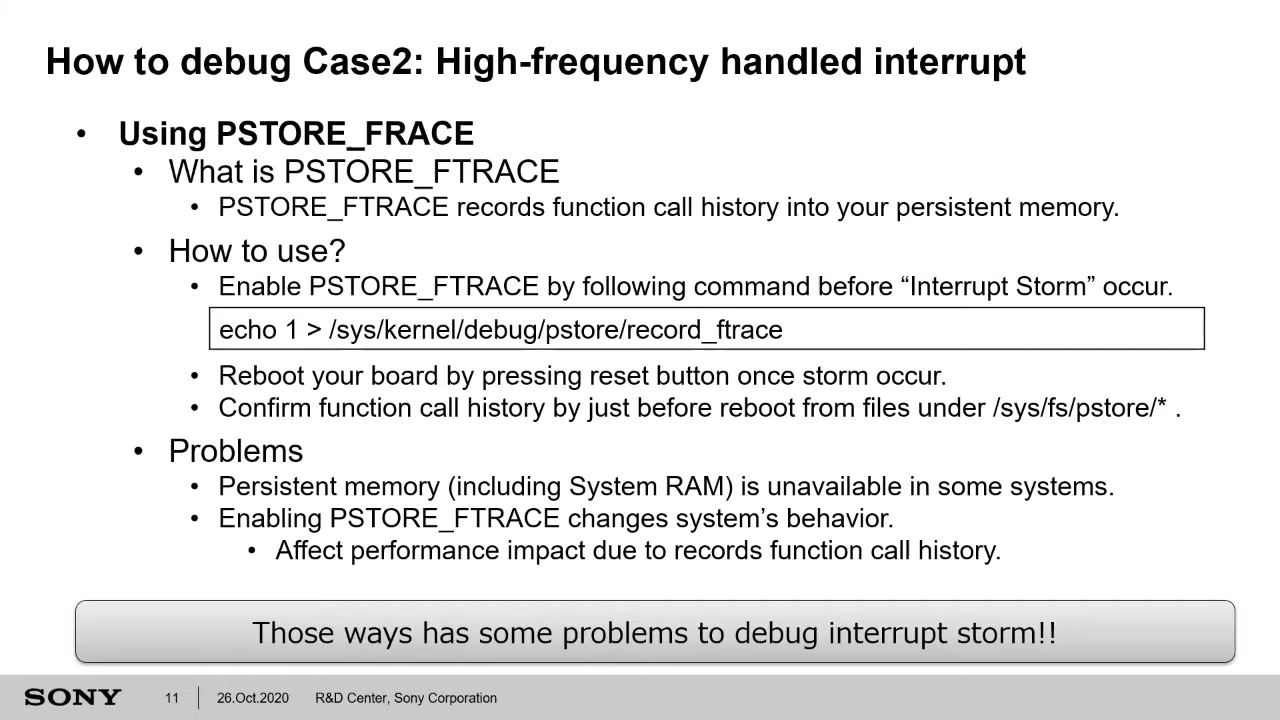 How to debug Case2: High-frequency handled interrupt
• Using PSTORE_FRACE
• What is PSTORE_FTRACE
• PSTORE_FTRACE records function call history into your persistent memory.
• How to use?
• Enable PSTORE_FTRACE by following command before “Interrupt Storm” occur.
echo 1 > /sys/kernel/debug/pstore/record_ftrace
• Reboot your board by pressing reset button once storm occur.
• Confirm function call history by just before reboot from files under /sys/fs/pstore/* .
• Problems
• Persistent memory (including System RAM) is unavailable in some systems.
• Enabling PSTORE_FTRACE changes system’s behavior.
• Affect performance impact due to records function call history.
Those ways has some problems to debug interrupt storm!!
SONY 11 26.Oct.2020 R&D Center, Sony Corporation